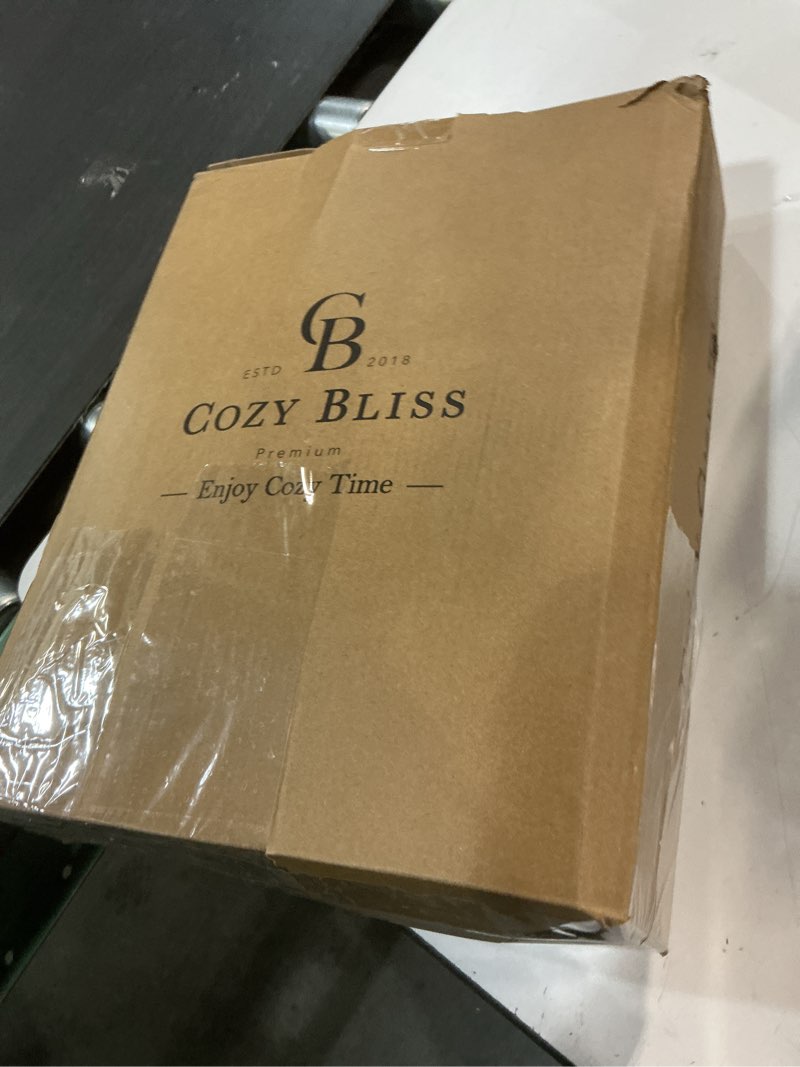 CB
ESTD 2018
COZY BLISS
Premium
— Enjoy Cozy Time —